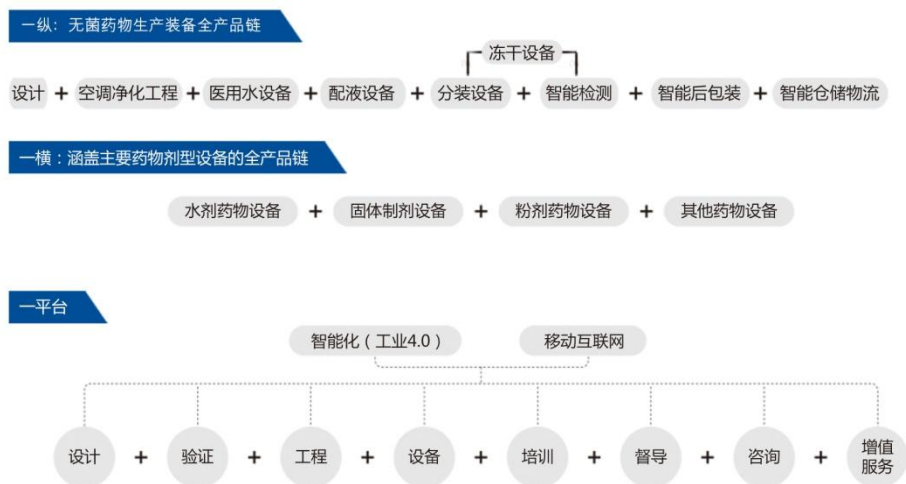 一纵：无菌药物生产装备全产品链
冻干设备
设计 + 空调净化工程 + 医用水设备 + 配液设备 + 分装设备 + 智能检测 + 智能后包装 + 智能仓储物流
一横：涵盖主要药物剂型设备的全产品链
水剂药物设备 + 固体制剂设备 + 粉剂药物设备 + 其他药物设备
一平台
智能化（工业4.0） 移动互联网
设计 + 验证 + 工程 + 设备 + 培训 + 督导 + 咨询 + 增值
服务